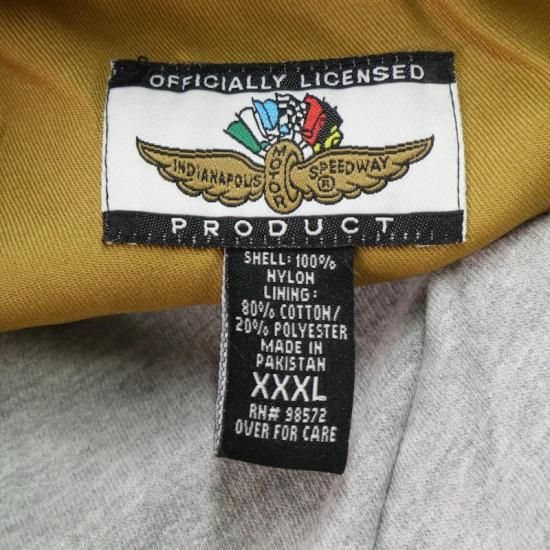 OFFICIALLY LICENSED
INDIANAPOLIS MOTOR SPEEDWAY ®
PRODUCT
SHELL: 100%
NYLON
LINING:
80% COTTON/
20% POLYESTER
MADE IN
PAKISTAN
XXXL
RN# 98572
OVER FOR CARE